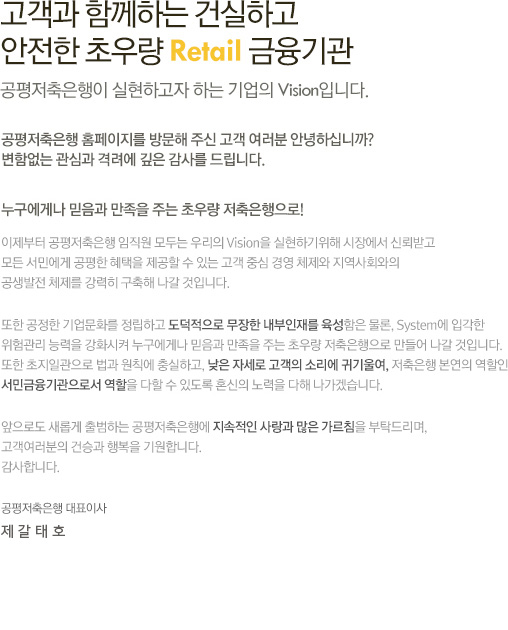 고객과 함께하는 건실하고
안전한 초우량 Retail 금융기관
공평저축은행이 실현하고자 하는 기업의 Vision입니다.
공평저축은행 홈페이지를 방문해 주신 고객 여러분 안녕하십니까?
변함없는 관심과 격려에 깊은 감사를 드립니다.
누구에게나 믿음과 만족을 주는 초우량 저축은행으로!
이제부터 공평저축은행 임직원 모두는 우리의 Vision을 실현하기위해 시장에서 신뢰받고
모든 서민에게 공평한 혜택을 제공할 수 있는 고객 중심 경영 체제와 지역사회와의
공생발전 체제를 강력히 구축해 나갈 것입니다.
또한 공정한 기업문화를 정립하고 도덕적으로 무장한 내부인재를 육성함은 물론, System에 입각한
위험관리 능력을 강화시켜 누구에게나 믿음과 만족을 주는 초우량 저축은행으로 만들어 나갈 것입니다.
또한 초지일관으로 법과 원칙에 충실하고, 낮은 자세로 고객의 소리에 귀기울여, 저축은행 본연의 역할인
서민금융기관으로서 역할을 다할 수 있도록 혼신의 노력을 다해 나가겠습니다.
앞으로도 새롭게 출범하는 공평저축은행에 지속적인 사랑과 많은 가르침을 부탁드리며,
고객여러분의 건승과 행복을 기원합니다.
감사합니다.
공평저축은행 대표이사
제 갈 태 호